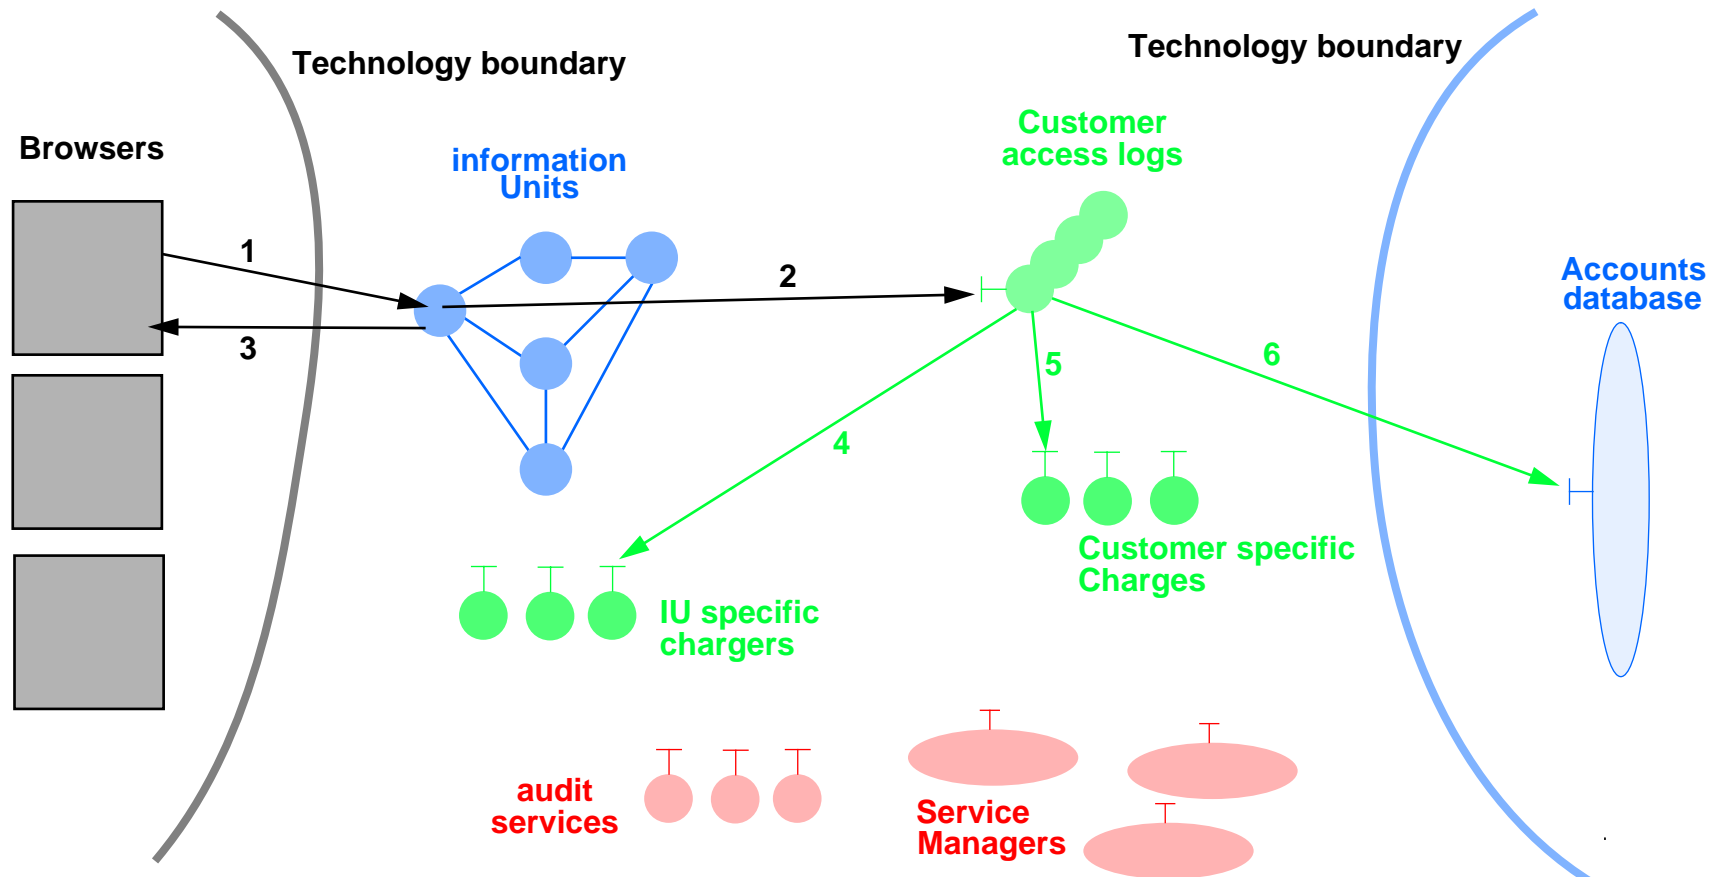 Technology boundary
Technology boundary
Browsers
information
Units
Customer
access logs
1
2
3
Accounts
database
4
5
6
Customer specific
Charges
IU specific
chargers
audit
services
Service
Managers